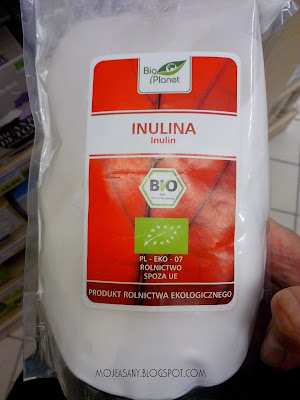 Bio
Planet
INULINA
Inulin
BIO
PL - EKO - 07
ROLNICTWO
SPOZA UE
PRODUKT ROLNICTWA EKOLOGICZNEGO
MOJEASANY.BLOGSPOT.COM